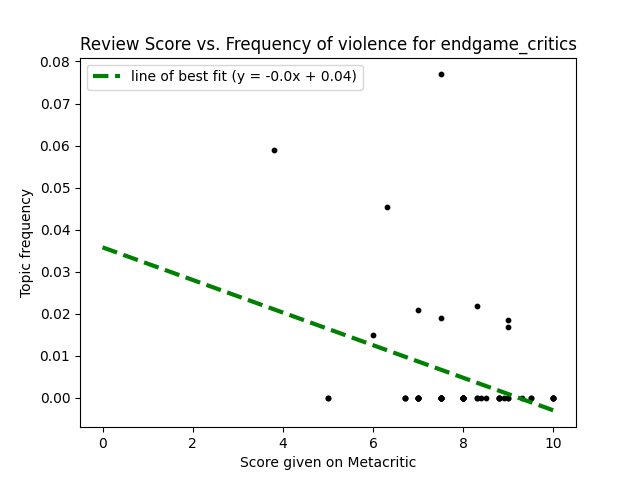 Review Score vs. Frequency of violence for endgame_critics
line of best fit (y = -0.0x + 0.04)
0.08
0.07
0.06
0.05
0.04
0.03
0.02
0.01
0.00
Topic frequency
0 2 4 6 8 10
Score given on Metacritic